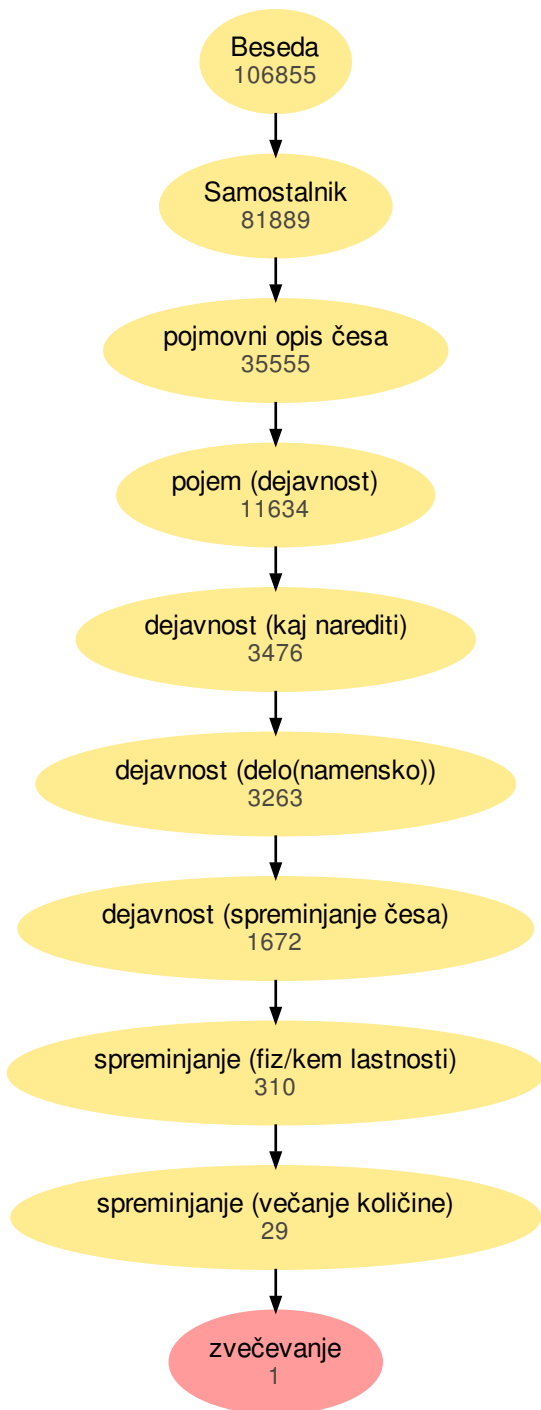 Beseda
106855
Samostalnik
81889
pojmovni opis česa
35555
pojem (dejavnost)
11634
dejavnost (kaj narediti)
3476
dejavnost (delo(namensko))
3263
dejavnost (spreminjanje česa)
1672
spreminjanje (fiz/kem lastnosti)
310
spreminjanje (večanje količine)
29
zvečevanje
1